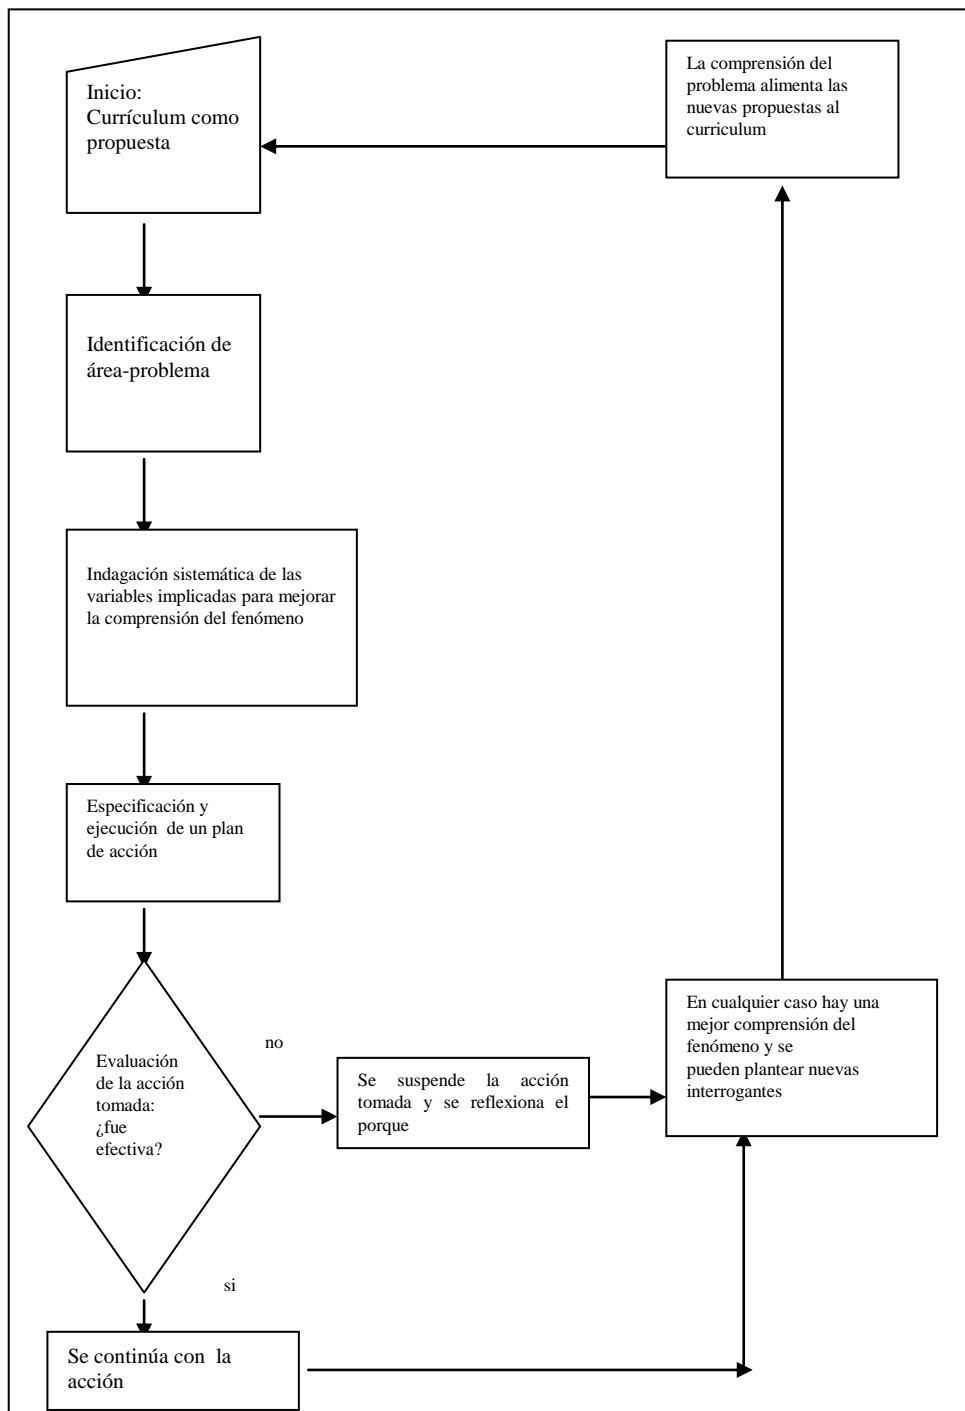 Inicio:
Currículum como
propuesta
La comprensión del
problema alimenta las
nuevas propuestas al
curriculum
Identificación de
área-problema
Indagación sistemática de las
variables implicadas para mejorar
la comprensión del fenómeno
Especificación y
ejecución de un plan
de acción
Evaluación
de la acción
tomada:
¿fue
efectiva?
no
Se suspende la acción
tomada y se reflexiona el
porque
En cualquier caso hay una
mejor comprensión del
fenómeno y se
pueden plantear nuevas
interrogantes
si
Se continúa con la
acción